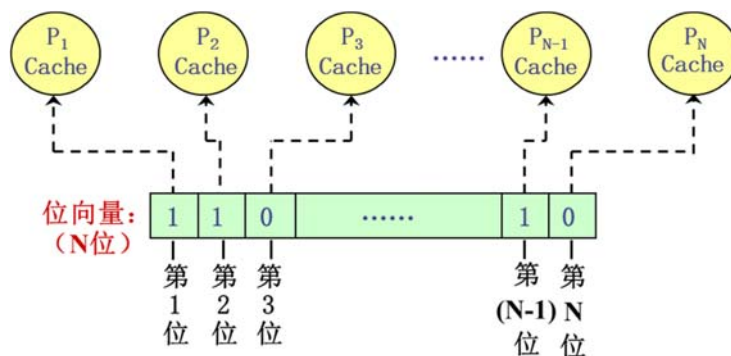 P₁ Cache
P₂ Cache
P₃ Cache
……
Pₙ₋₁ Cache
Pₙ Cache
位向量:
(N位)
1 1 0 …… 1 0
第1位
第2位
第3位
第(N-1)位
第N位